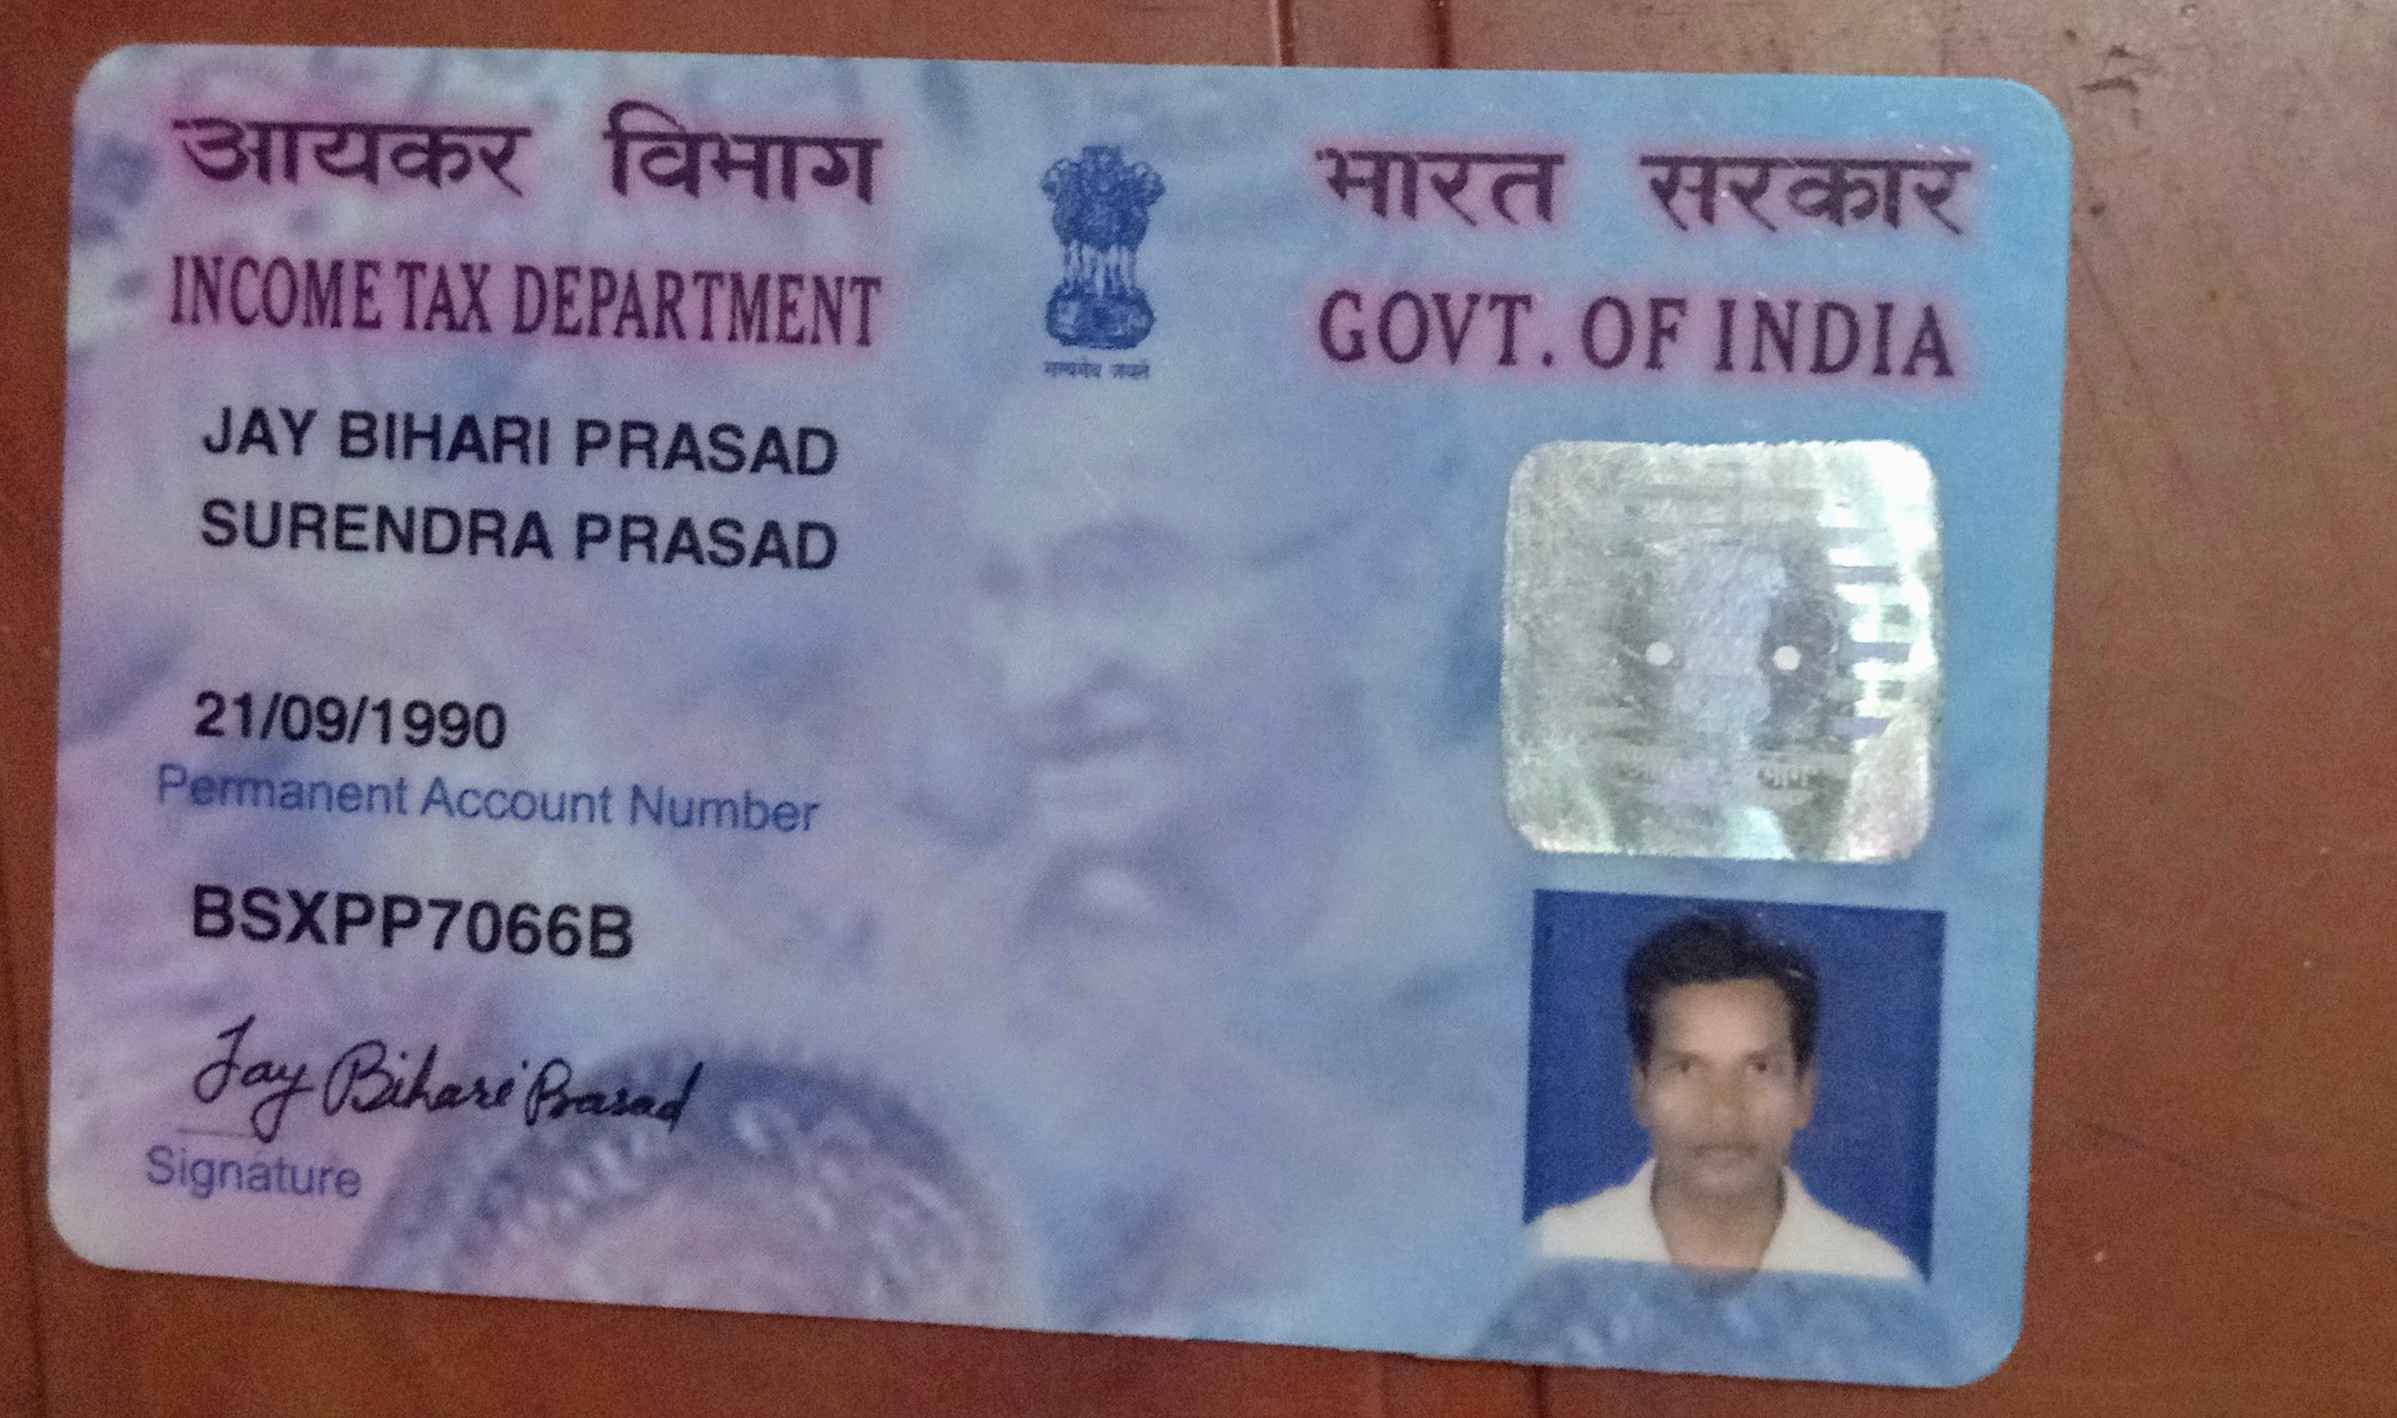 आयकर विभाग
INCOME TAX DEPARTMENT
सत्यमेव जयते
भारत सरकार
GOVT. OF INDIA
JAY BIHARI PRASAD
SURENDRA PRASAD
21/09/1990
Permanent Account Number
BSXPP7066B
Jay Bihari Prasad
Signature